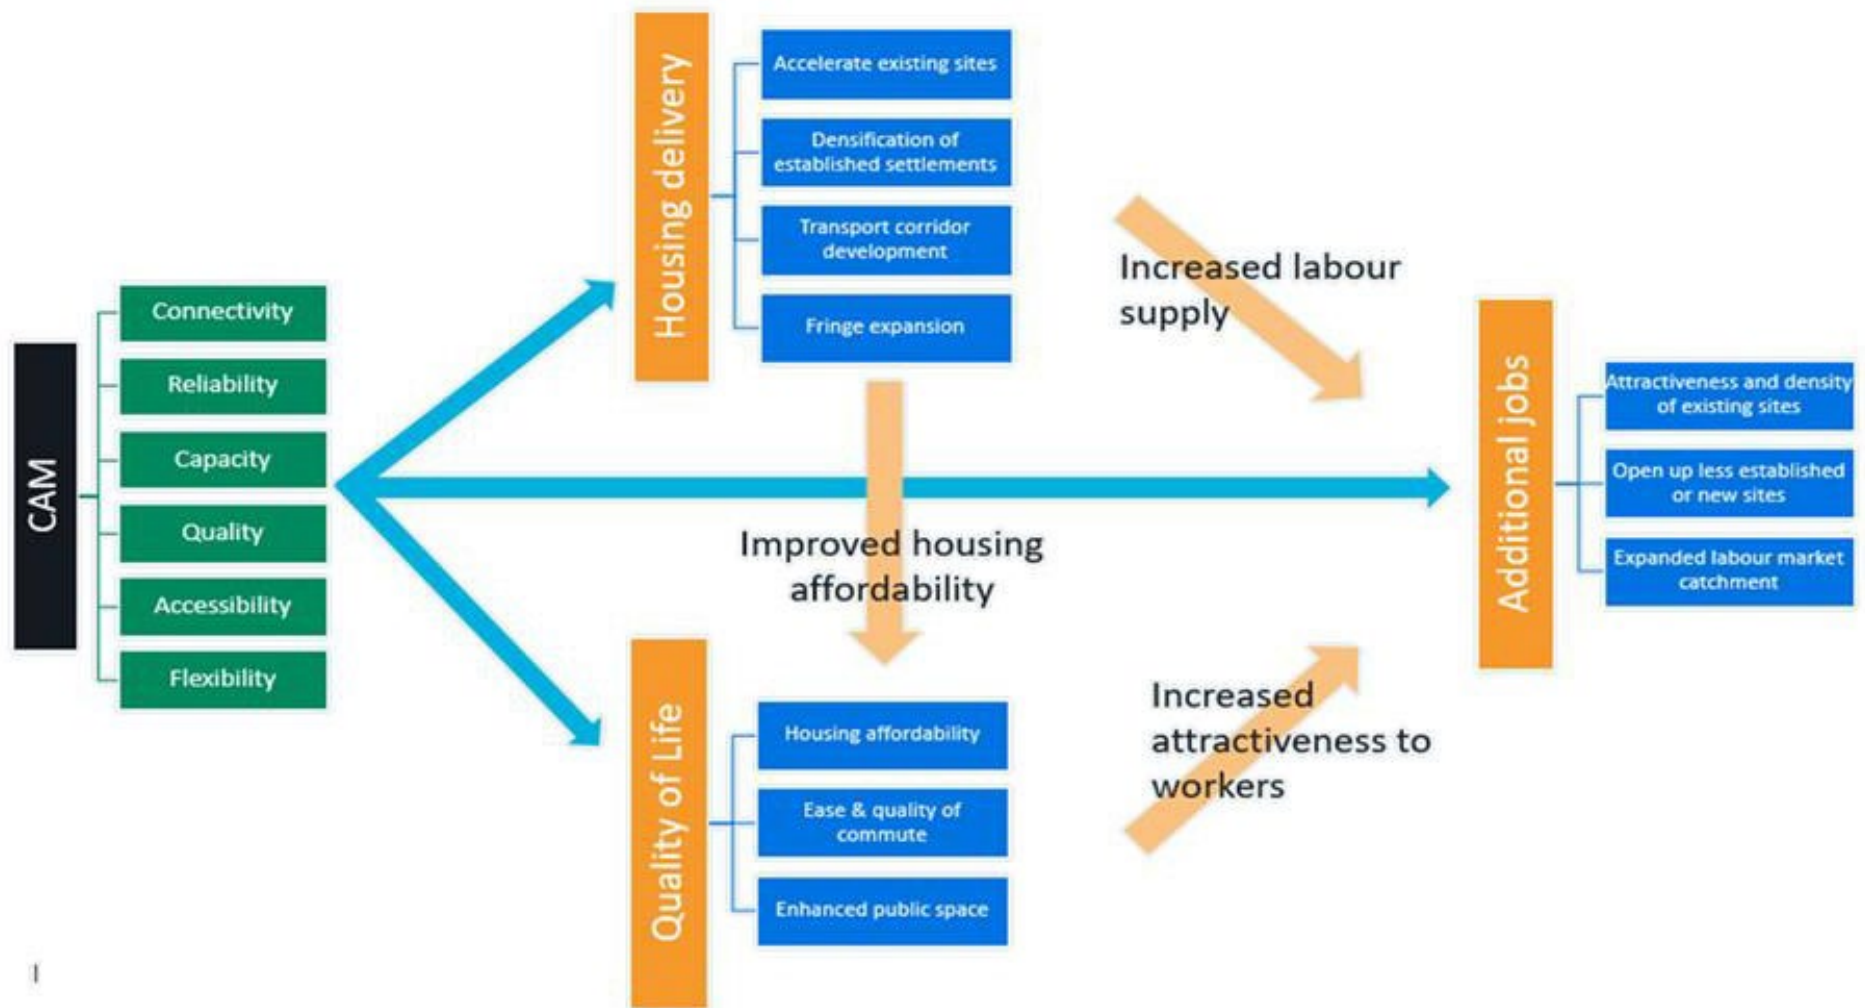 CAM
Connectivity
Reliability
Capacity
Quality
Accessibility
Flexibility
Housing delivery
Accelerate existing sites
Densification of
established settlements
Transport corridor
development
Fringe expansion
Improved housing
affordability
Quality of Life
Housing affordability
Ease & quality of
commute
Enhanced public space
Increased labour
supply
Increased
attractiveness to
workers
Additional jobs
Attractiveness and density
of existing sites
Open up less established
or new sites
Expanded labour market
catchment